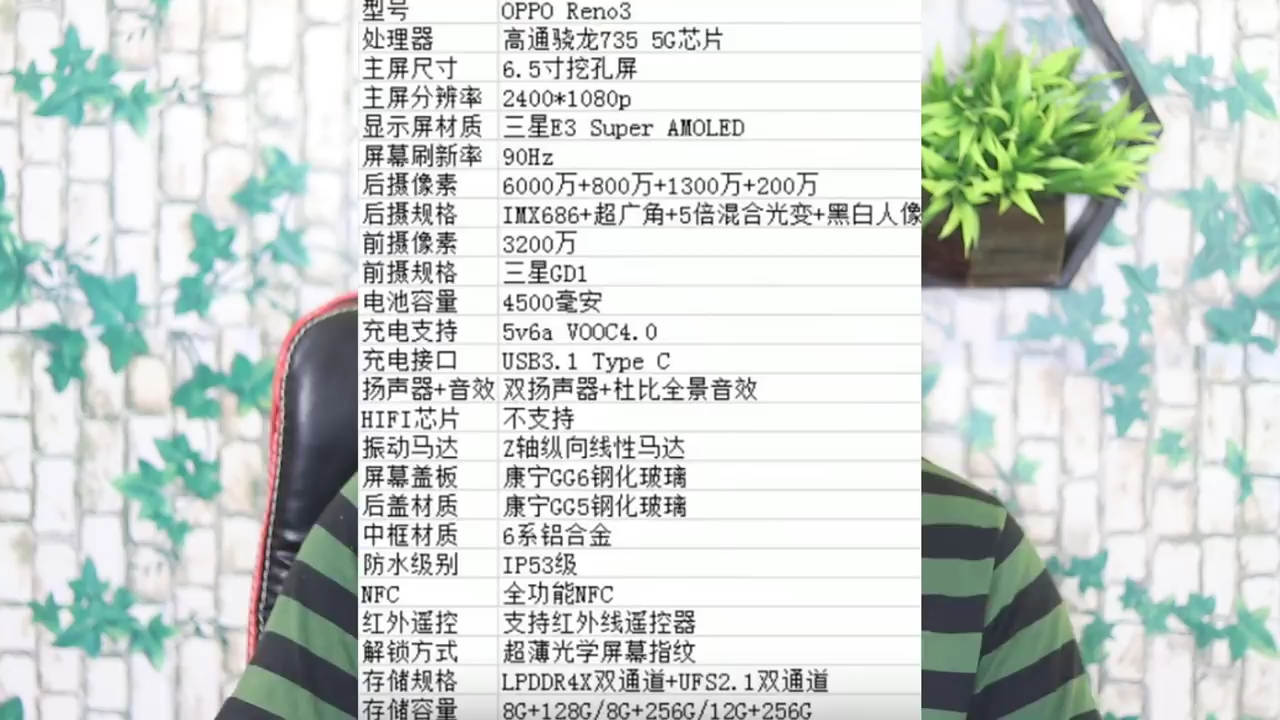 型号 OPPO Reno3
处理器 高通骁龙735 5G芯片
主屏尺寸 6.5寸挖孔屏
主屏分辨率 2400*1080p
显示屏材质 三星E3 Super AMOLED
屏幕刷新率 90Hz
后摄像素 6000万+800万+1300万+200万
后摄规格 IMX686+超广角+5倍混合光变+黑白人像
前摄像素 3200万
前摄规格 三星GD1
电池容量 4500毫安
充电支持 5v6a VOOC4.0
充电接口 USB3.1 Type C
扬声器+音效 双扬声器+杜比全景音效
HIFI芯片 不支持
振动马达 Z轴纵向线性马达
屏幕盖板 康宁GG6钢化玻璃
后盖材质 康宁GG5钢化玻璃
中框材质 6系铝合金
防水级别 IP53级
NFC 全功能NFC
红外遥控 支持红外线遥控器
解锁方式 超薄光学屏幕指纹
存储规格 LPDDR4X双通道+UFS2.1双通道
存储容量 8G+128G/8G+256G/12G+256G